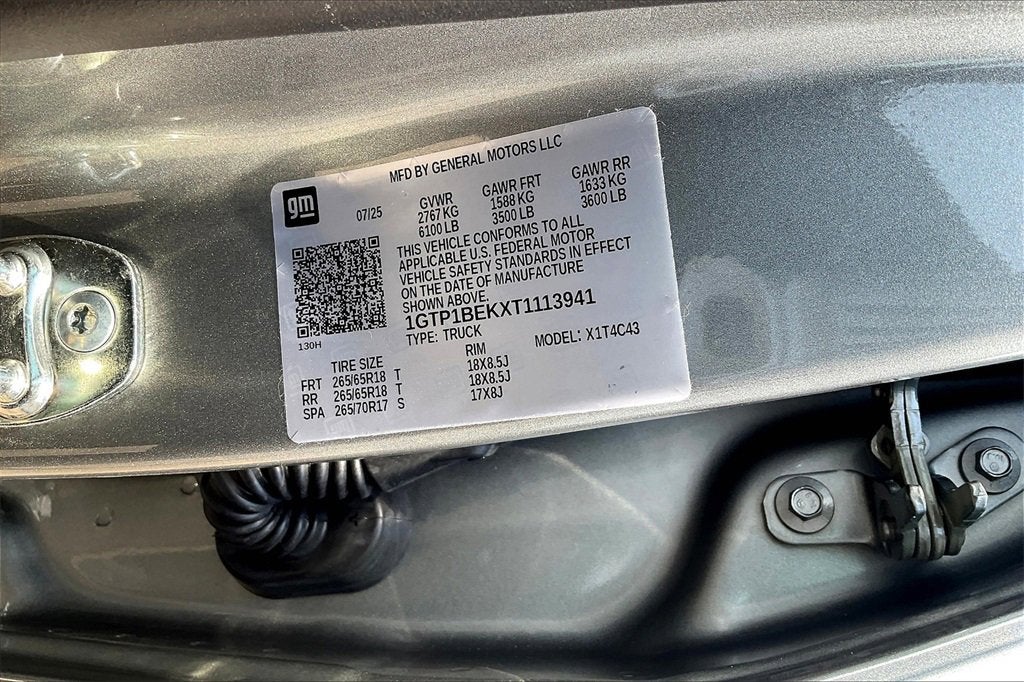 MFD BY GENERAL MOTORS LLC
gm
07/25
GVWR GAWR FRT GAWR RR
2767 KG 1588 KG 1633 KG
6100 LB 3500 LB 3600 LB
THIS VEHICLE CONFORMS TO ALL
APPLICABLE U.S. FEDERAL MOTOR
VEHICLE SAFETY STANDARDS IN EFFECT
ON THE DATE OF MANUFACTURE
SHOWN ABOVE.
1GTP1BEKXT1113941
130H
TYPE: TRUCK MODEL: X1T4C43
TIRE SIZE RIM
FRT 265/65R18 T 18X8.5J
RR 265/65R18 T 18X8.5J
SPA 265/70R17 S 17X8J